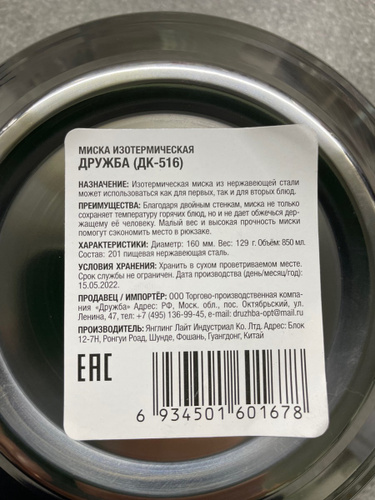 МИСКА ИЗОТЕРМИЧЕСКАЯ
ДРУЖБА (ДК-516)
НАЗНАЧЕНИЕ: Изотермическая миска из нержавеющей стали
может использоваться как для первых, так и для вторых блюд.
ПРЕИМУЩЕСТВА: Благодаря двойным стенкам, миска не только
сохраняет температуру горячих блюд, но и не дает обжечься дер-
жащему её человеку. Малый вес и высокая прочность миски
помогут сэкономить место в рюкзаке.
ХАРАКТЕРИСТИКИ: Диаметр: 160 мм. Вес: 129 г. Объём: 850 мл.
Состав: 201 пищевая нержавеющая сталь.
УСЛОВИЯ ХРАНЕНИЯ: Хранить в сухом проветриваемом месте.
Срок службы не ограничен. Дата производства (день/месяц/год):
15.05.2022.
ПРОДАВЕЦ / ИМПОРТЁР: ООО Торгово-производственная компа-
ния «Дружба» Адрес: РФ, Моск. обл., пос. Октябрьский, ул.
Ленина, 47, тел: +7 (495) 136-99-45, e-mail: druzhba-opt@mail.ru
ПРОИЗВОДИТЕЛЬ: Янглинг Лайт Индустриал Ко. Лтд. Адрес: Блок
12-7Н, Ронгуи Роад, Шунде, Фошань, Гуангдонг, Китай
EAC
6 934501 601678